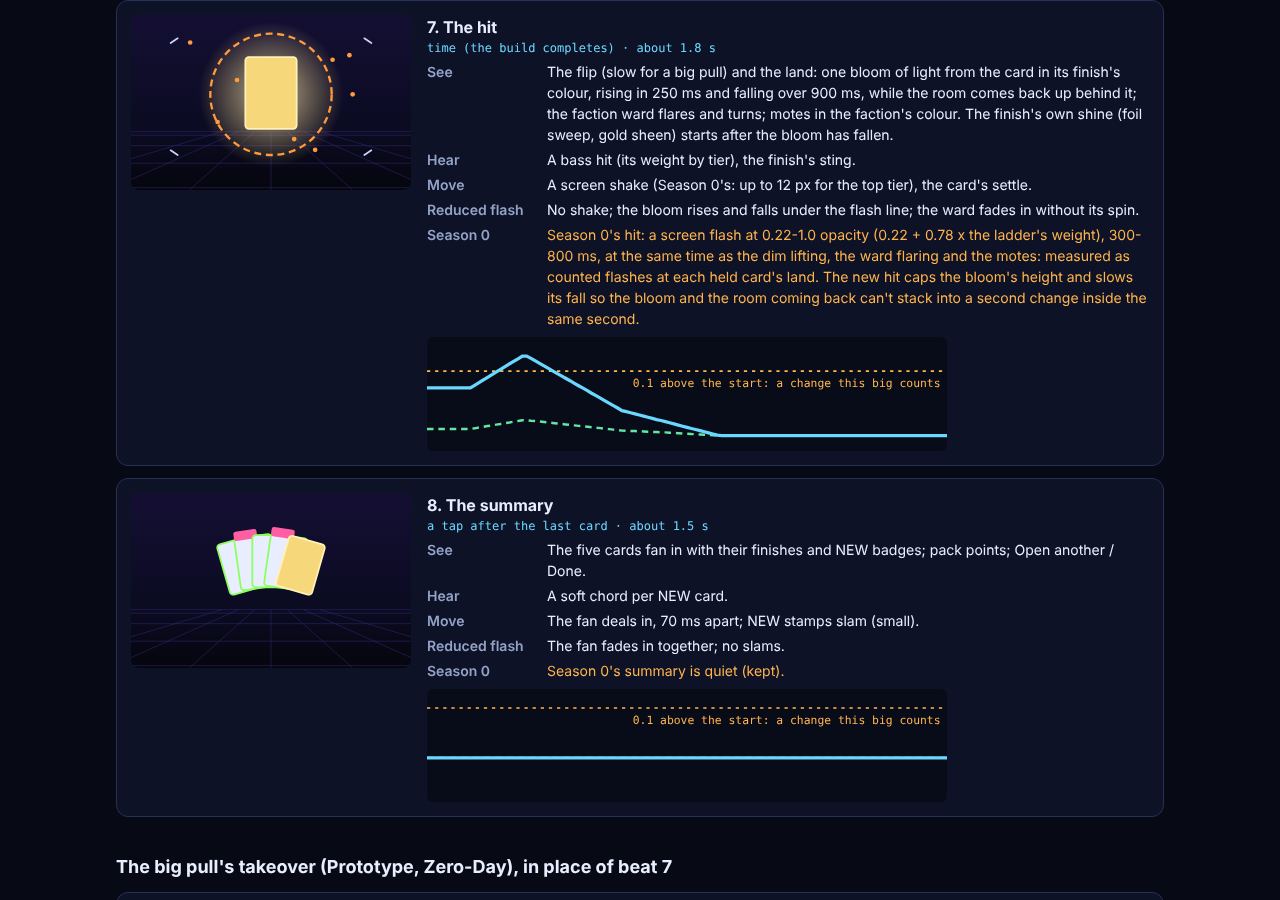 7. The hit
time (the build completes) · about 1.8 s
See
The flip (slow for a big pull) and the land: one bloom of light from the card in its finish's
colour, rising in 250 ms and falling over 900 ms, while the room comes back up behind it;
the faction ward flares and turns; motes in the faction's colour. The finish's own shine (foil
sweep, gold sheen) starts after the bloom has fallen.
Hear
A bass hit (its weight by tier), the finish's sting.
Move
A screen shake (Season 0's: up to 12 px for the top tier), the card's settle.
Reduced flash
No shake; the bloom rises and falls under the flash line; the ward fades in without its spin.
Season 0
Season 0's hit: a screen flash at 0.22-1.0 opacity (0.22 + 0.78 x the ladder's weight), 300-
800 ms, at the same time as the dim lifting, the ward flaring and the motes: measured as
counted flashes at each held card's land. The new hit caps the bloom's height and slows
its fall so the bloom and the room coming back can't stack into a second change inside the
same second.
0.1 above the start: a change this big counts
8. The summary
a tap after the last card · about 1.5 s
See
The five cards fan in with their finishes and NEW badges; pack points; Open another /
Done.
Hear
A soft chord per NEW card.
Move
The fan deals in, 70 ms apart; NEW stamps slam (small).
Reduced flash
The fan fades in together; no slams.
Season 0
Season 0's summary is quiet (kept).
0.1 above the start: a change this big counts
The big pull's takeover (Prototype, Zero-Day), in place of beat 7